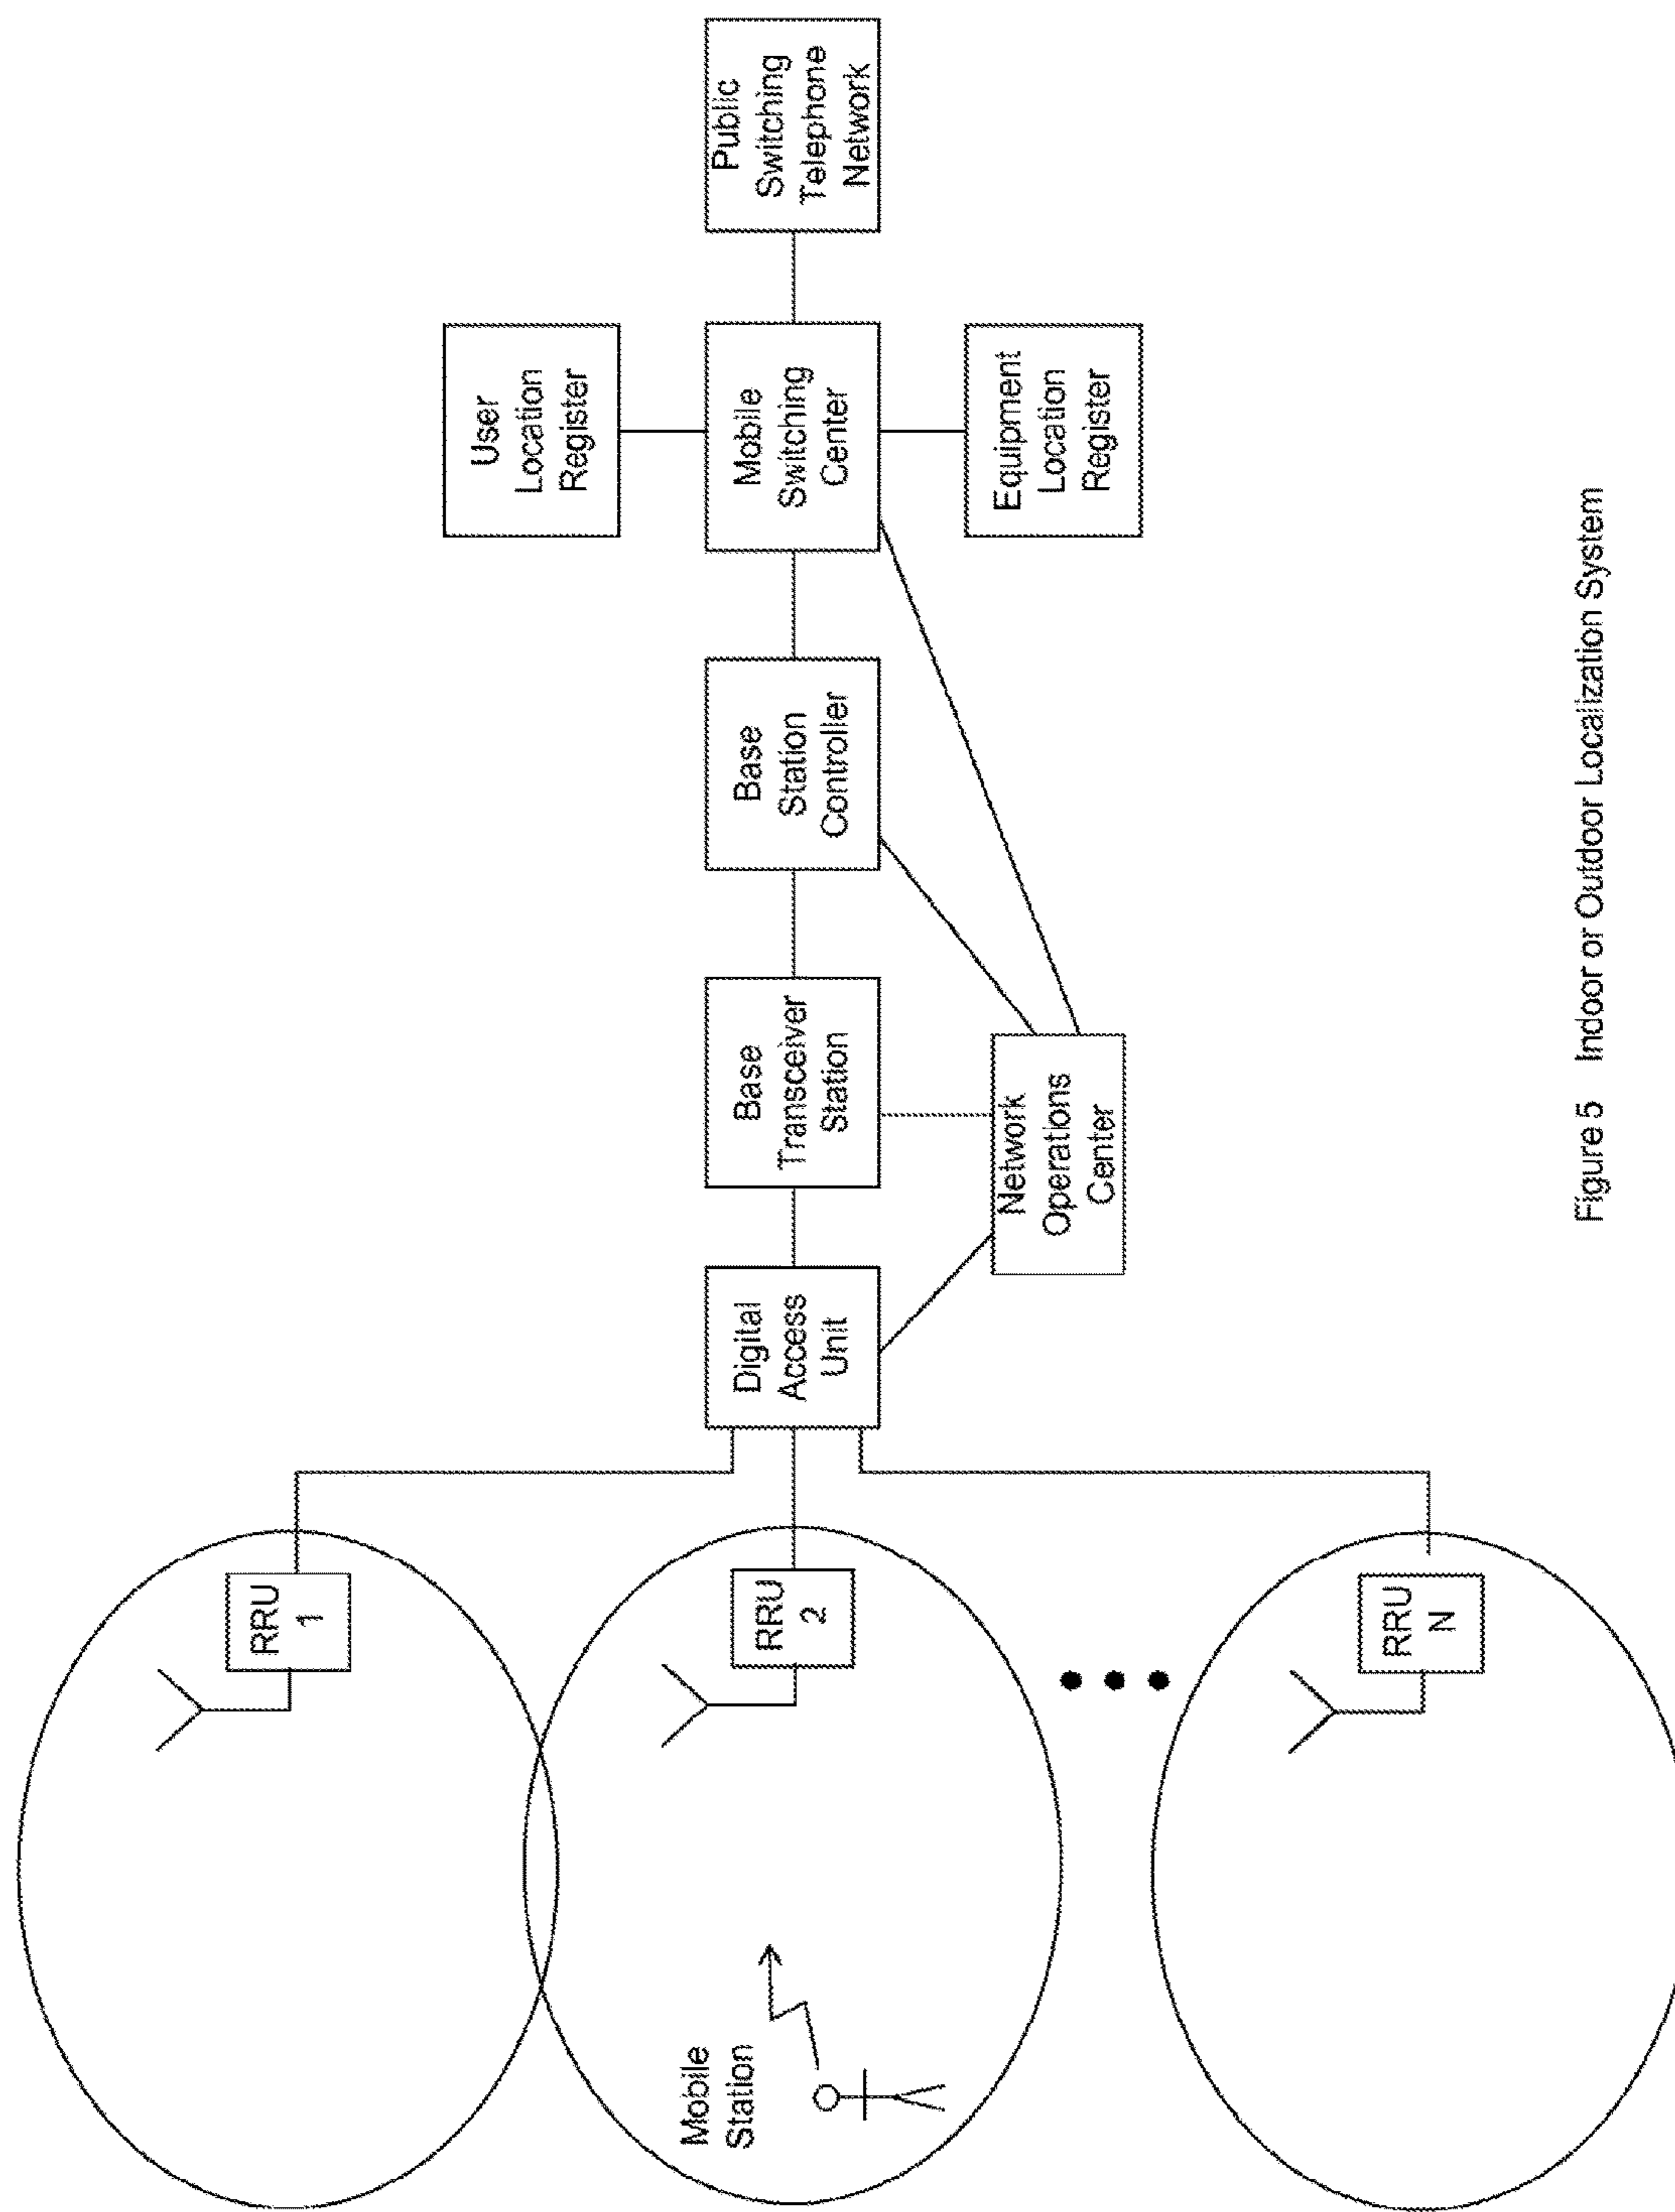 RRU
1
Mobile
Station
RRU
2
RRU
N
Digital
Access
Unit
Base
Transceiver
Station
Network
Operations
Center
Base
Station
Controller
User
Location
Register
Mobile
Switching
Center
Equipment
Location
Register
Public
Switching
Telephone
Network
Figure 5 Indoor or Outdoor Localization System